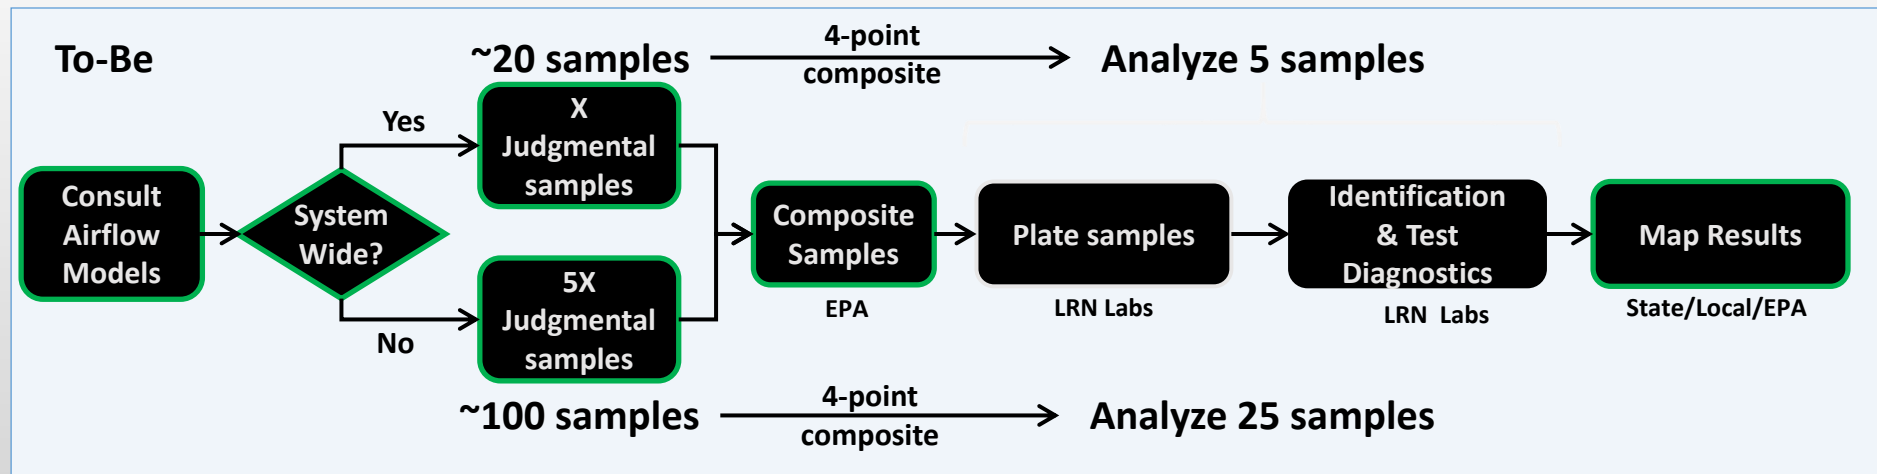 To-Be
~20 samples
4-point
composite
Analyze 5 samples
Consult
Airflow
Models
System
Wide?
Yes
X
Judgmental
samples
No
5X
Judgmental
samples
Composite
Samples
EPA
Plate samples
LRN Labs
Identification
& Test
Diagnostics
LRN Labs
Map Results
State/Local/EPA
~100 samples
4-point
composite
Analyze 25 samples